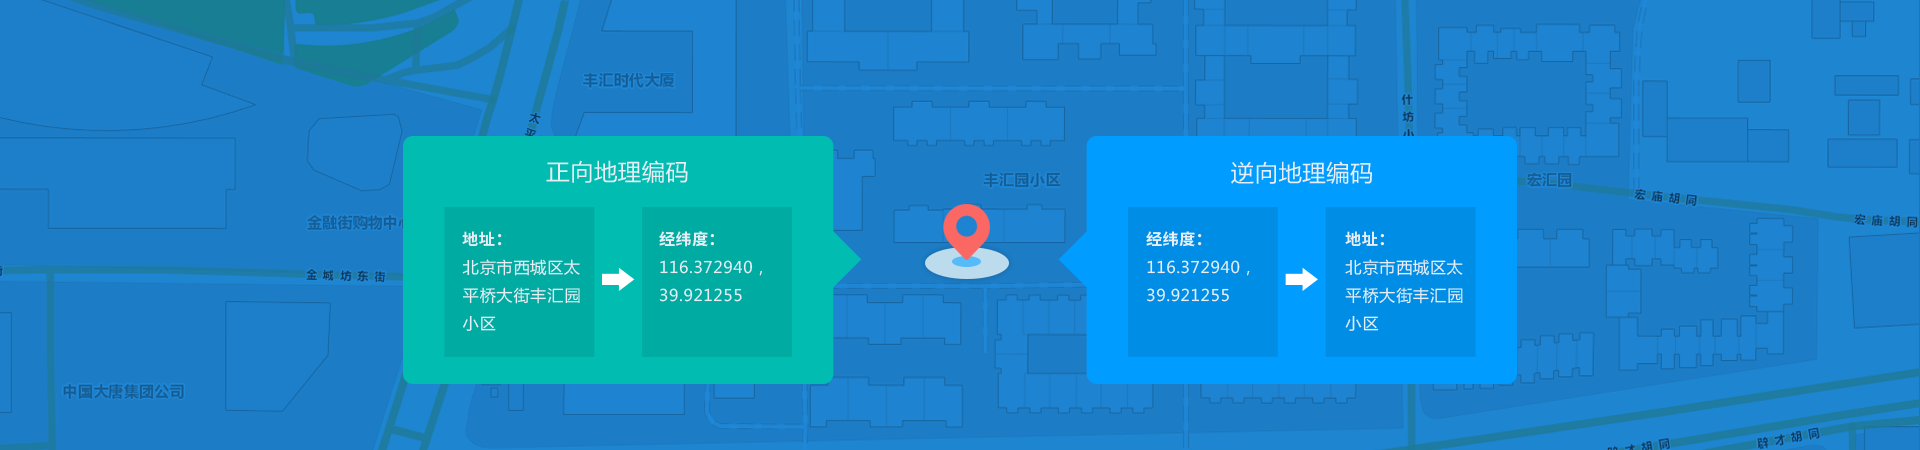 丰汇时代大厦
太平
什坊小
正向地理编码
地址：
北京市西城区太
平桥大街丰汇园
小区
经纬度：
116.372940 ,
39.921255
丰汇园小区
逆向地理编码
经纬度：
116.372940 ,
39.921255
地址：
北京市西城区太
平桥大街丰汇园
小区
宏汇园
宏庙胡同
宏庙胡同
金融街购物中心
金城坊东街
中国大唐集团公司
辟才胡同
辟才胡同